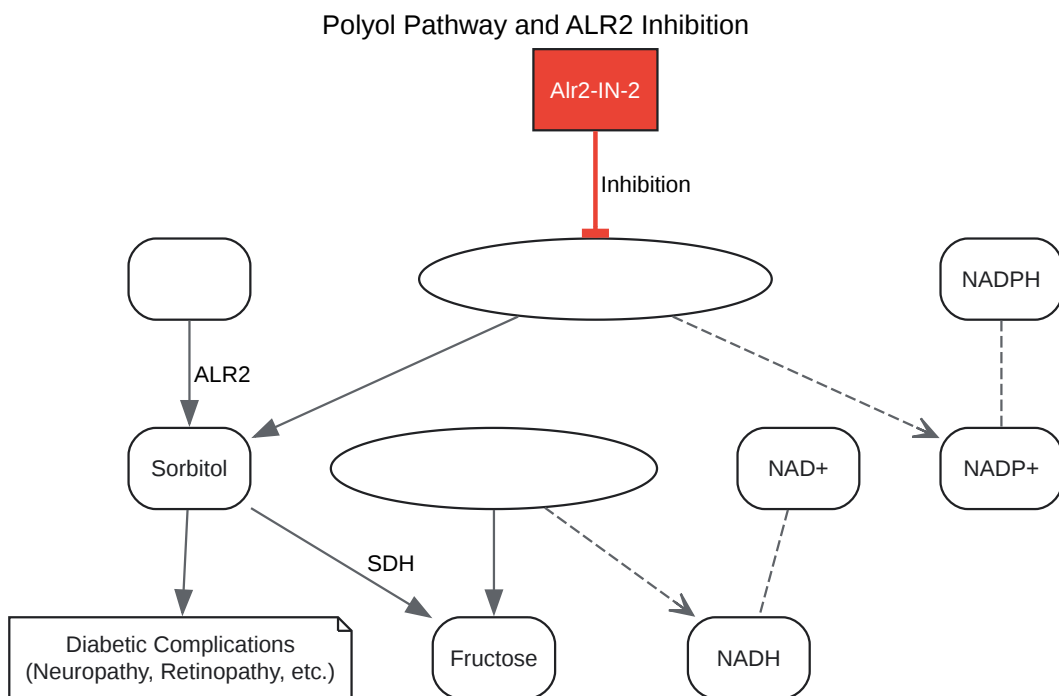 Polyol Pathway and ALR2 Inhibition
Alr2-IN-2
Inhibition
NADPH
ALR2
Sorbitol
NAD+
NADP+
SDH
Diabetic Complications
(Neuropathy, Retinopathy, etc.)
Fructose
NADH